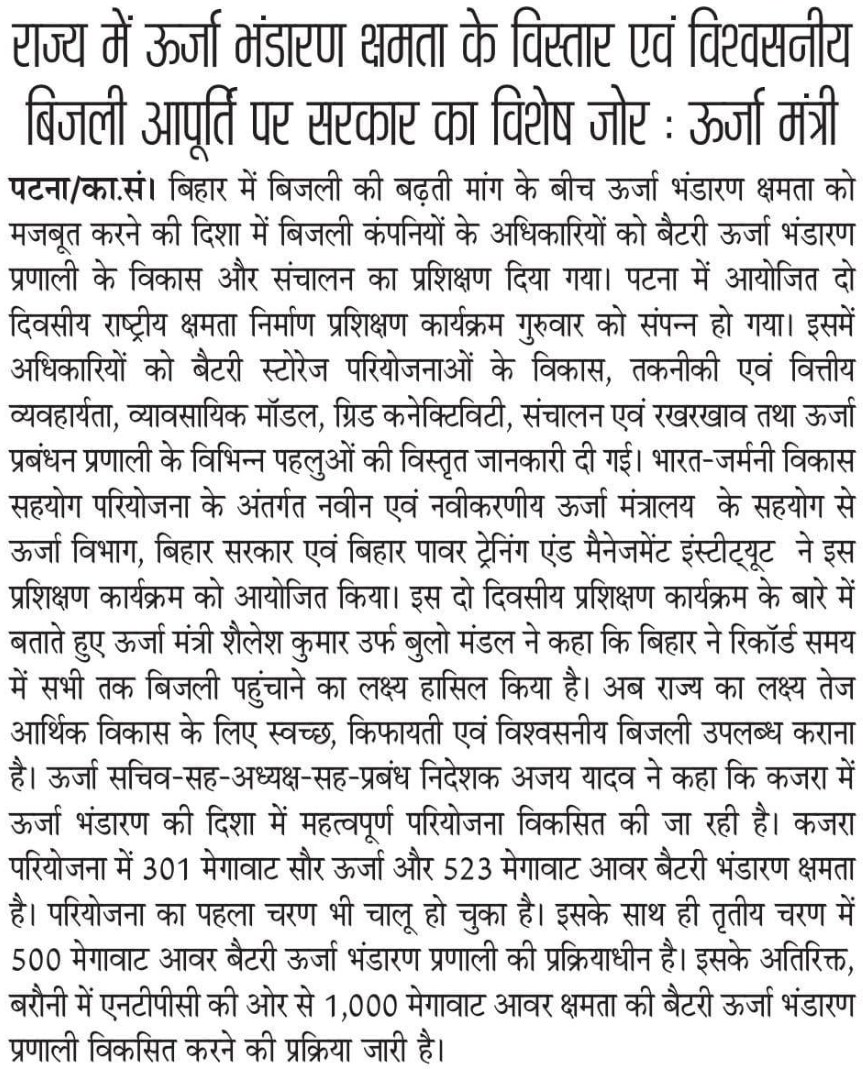 राज्य में ऊर्जा भंडारण क्षमता के विस्तार एवं विश्वसनीय
बिजली आपूर्ति पर सरकार का विशेष जोर : ऊर्जा मंत्री
पटना/का.सं। बिहार में बिजली की बढ़ती मांग के बीच ऊर्जा भंडारण क्षमता को
मजबूत करने की दिशा में बिजली कंपनियों के अधिकारियों को बैटरी ऊर्जा भंडारण
प्रणाली के विकास और संचालन का प्रशिक्षण दिया गया। पटना में आयोजित दो
दिवसीय राष्ट्रीय क्षमता निर्माण प्रशिक्षण कार्यक्रम गुरुवार को संपन्न हो गया। इसमें
अधिकारियों को बैटरी स्टोरेज परियोजनाओं के विकास, तकनीकी एवं वित्तीय
व्यवहार्यता, व्यावसायिक मॉडल, ग्रिड कनेक्टिविटी, संचालन एवं रखरखाव तथा ऊर्जा
प्रबंधन प्रणाली के विभिन्न पहलुओं की विस्तृत जानकारी दी गई। भारत-जर्मनी विकास
सहयोग परियोजना के अंतर्गत नवीन एवं नवीकरणीय ऊर्जा मंत्रालय के सहयोग से
ऊर्जा विभाग, बिहार सरकार एवं बिहार पावर ट्रेनिंग एंड मैनेजमेंट इंस्टीट्यूट ने इस
प्रशिक्षण कार्यक्रम को आयोजित किया। इस दो दिवसीय प्रशिक्षण कार्यक्रम के बारे में
बताते हुए ऊर्जा मंत्री शैलेश कुमार उर्फ बुलो मंडल ने कहा कि बिहार ने रिकॉर्ड समय
में सभी तक बिजली पहुंचाने का लक्ष्य हासिल किया है। अब राज्य का लक्ष्य तेज
आर्थिक विकास के लिए स्वच्छ, किफायती एवं विश्वसनीय बिजली उपलब्ध कराना
है। ऊर्जा सचिव-सह-अध्यक्ष-सह-प्रबंध निदेशक अजय यादव ने कहा कि कजरा में
ऊर्जा भंडारण की दिशा में महत्वपूर्ण परियोजना विकसित की जा रही है। कजरा
परियोजना में 301 मेगावाट सौर ऊर्जा और 523 मेगावाट आवर बैटरी भंडारण क्षमता
है। परियोजना का पहला चरण भी चालू हो चुका है। इसके साथ ही तृतीय चरण में
500 मेगावाट आवर बैटरी ऊर्जा भंडारण प्रणाली की प्रक्रियाधीन है। इसके अतिरिक्त,
बरौनी में एनटीपीसी की ओर से 1,000 मेगावाट आवर क्षमता की बैटरी ऊर्जा भंडारण
प्रणाली विकसित करने की प्रक्रिया जारी है।